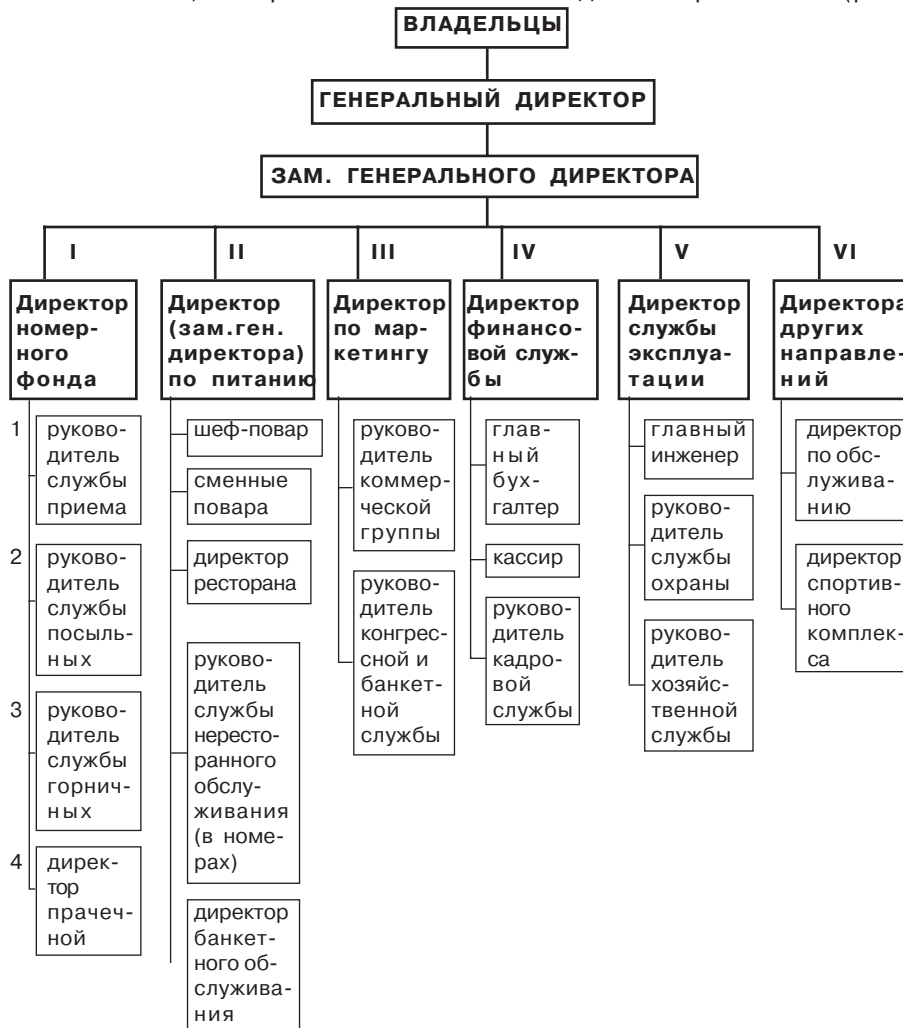 ВЛАДЕЛЬЦЫ
ГЕНЕРАЛЬНЫЙ ДИРЕКТОР
ЗАМ. ГЕНЕРАЛЬНОГО ДИРЕКТОРА
I
Директор
номер-
ного
фонда
1
руково-
дитель
службы
приема
2
руково-
дитель
службы
посыль-
ных
3
руково-
дитель
службы
горнич-
ных
4
дирек-
тор
прачеч-
ной
II
Директор
(зам.ген.
директора)
по питанию
шеф-повар
сменные
повара
директор
ресторана
руково-
дитель
службы
нересто-
ранного
обслу-
живания
(в номе-
рах)
директор
банкет-
ного об-
служива-
ния
III
Директор
по мар-
кетингу
руково-
дитель
коммер-
ческой
группы
руково-
дитель
конгрес-
сной и
банкет-
ной
службы
IV
Директор
финансо-
вой служ-
бы
глав-
ный
бух-
галтер
кассир
руково-
дитель
кадро-
вой
службы
V
Директор
службы
эксплуа-
тации
главный
инженер
руково-
дитель
службы
охраны
руково-
дитель
хозяйс-
твенной
службы
VI
Директора
других
направле-
ний
директор
по обс-
лужива-
нию
директор
спортив-
ного
комплек-
са